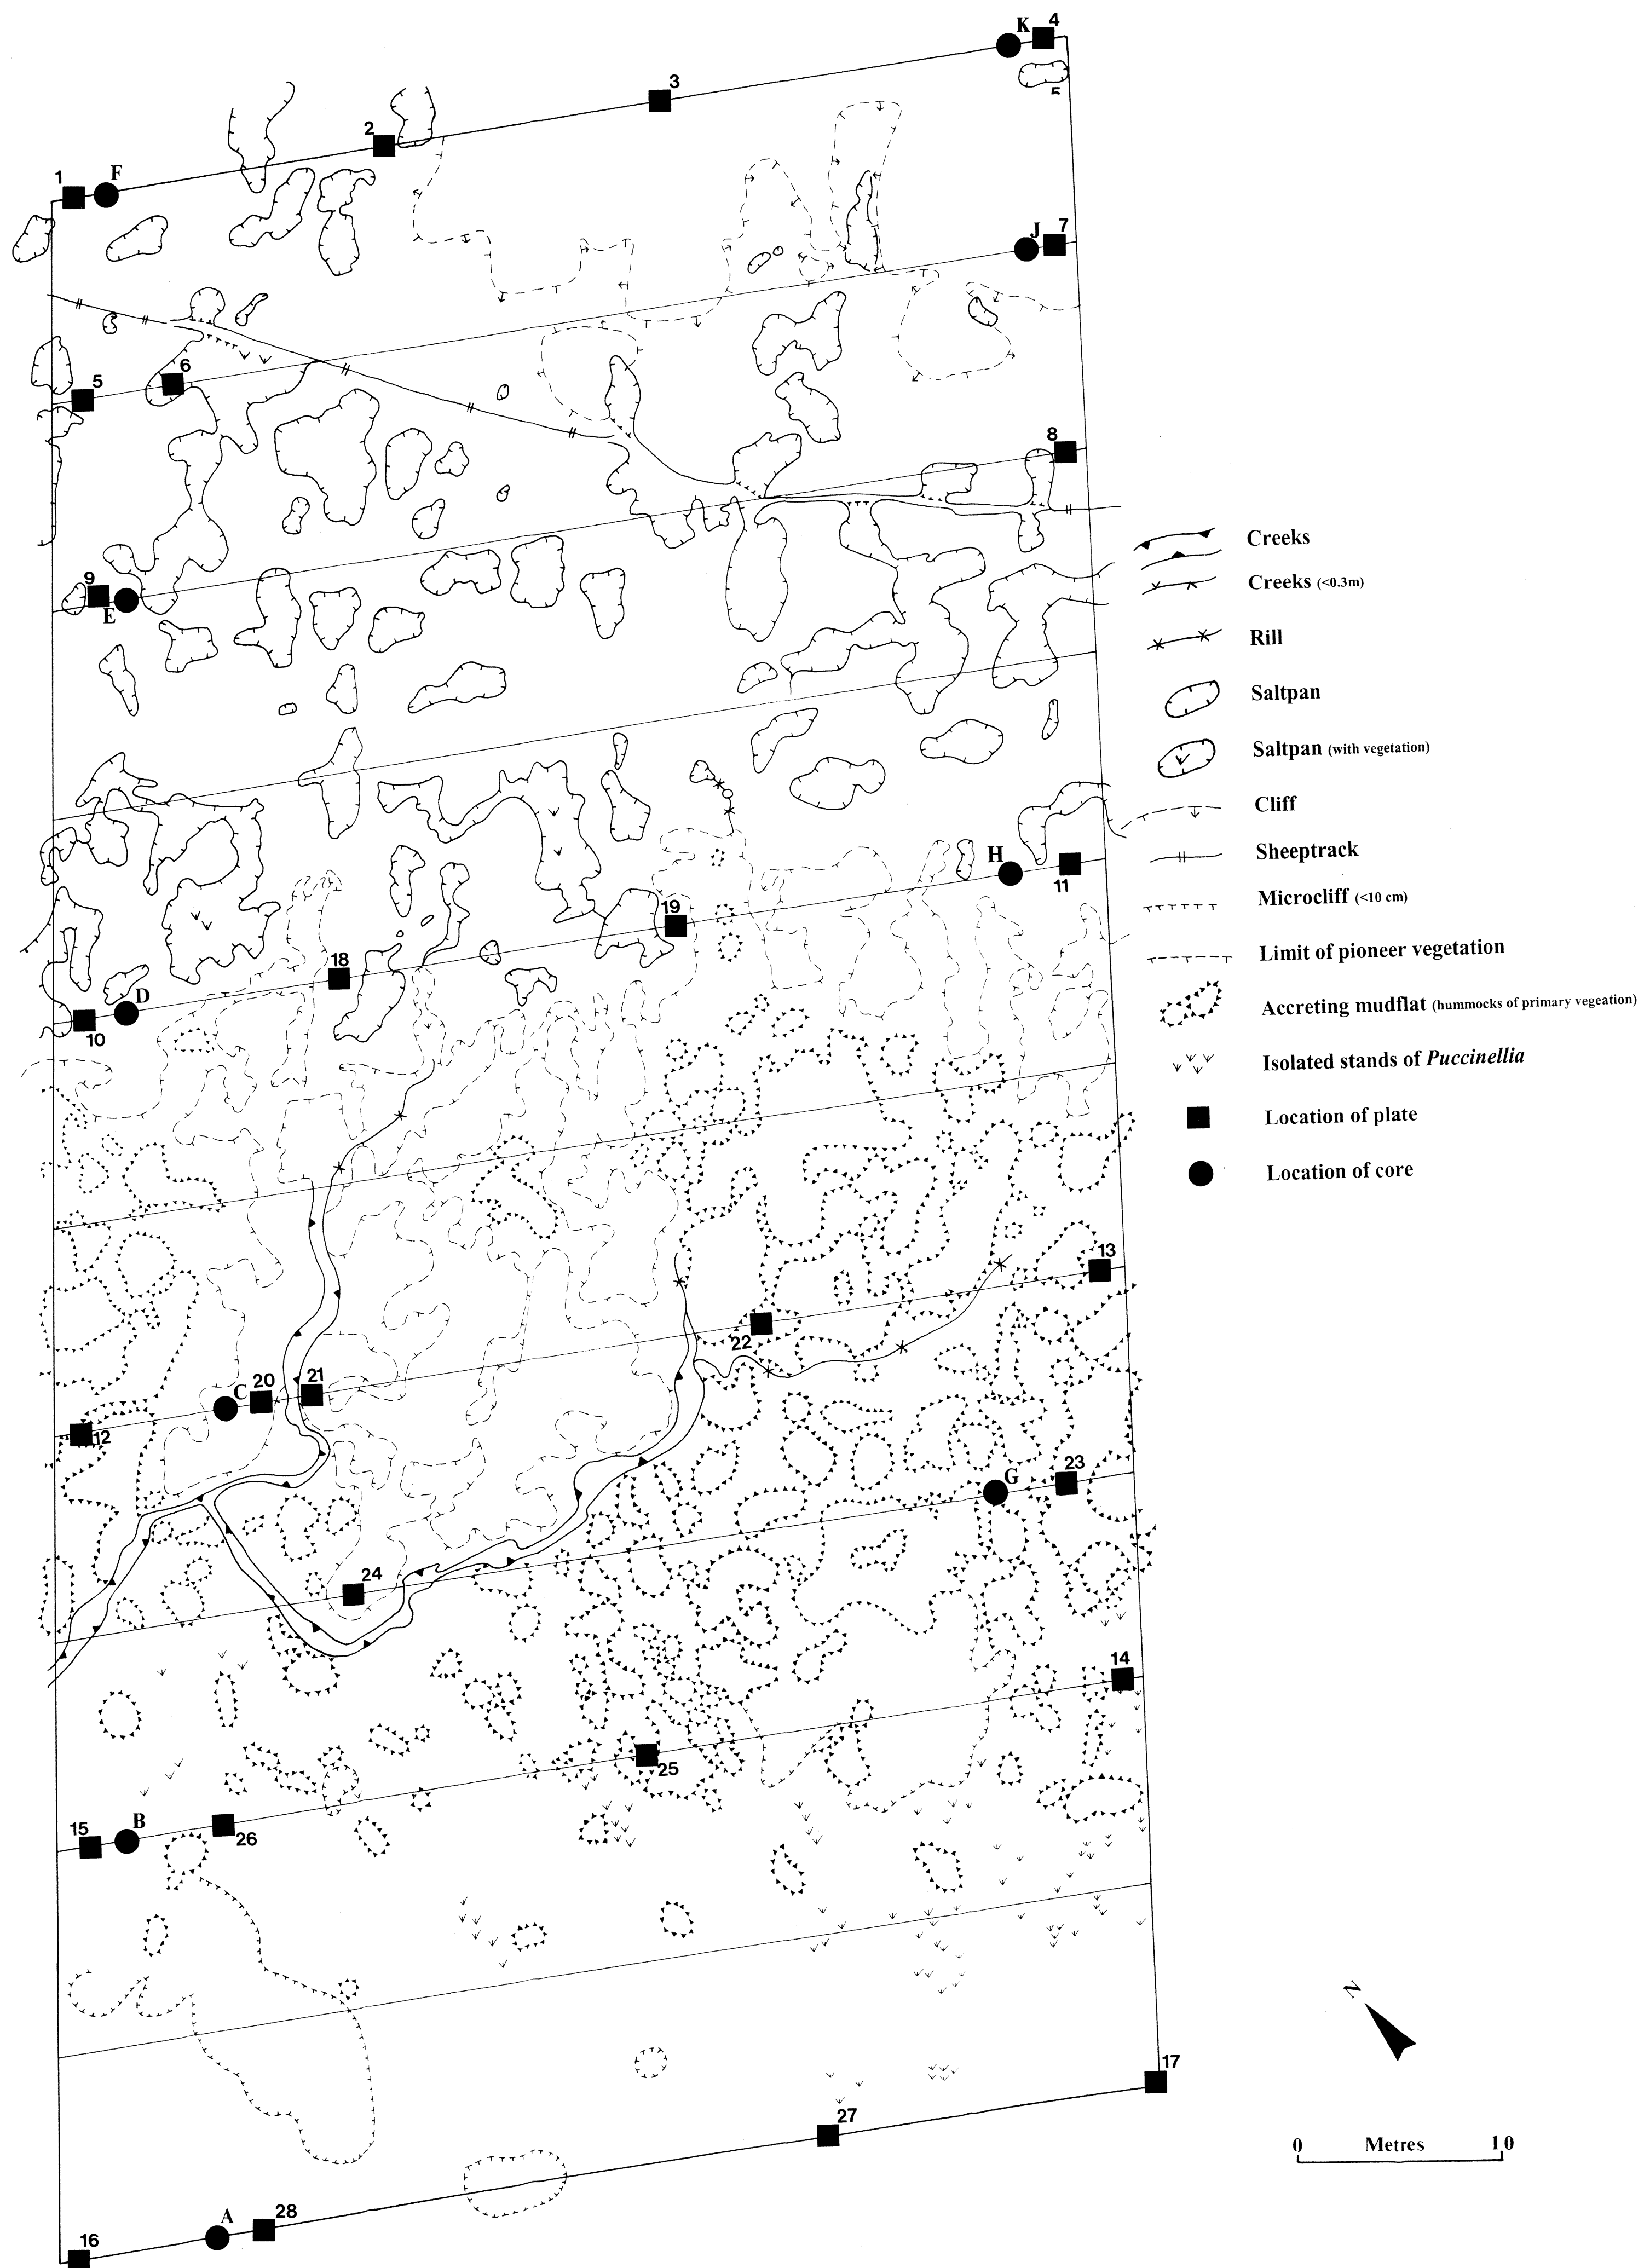 K 4
3
5
2
1 F
J 7
6
5
8
9
E
Creeks
Creeks (<0.3m)
Rill
Saltpan
Saltpan (with vegetation)
Cliff
Sheeptrack
Microcliff (<10 cm)
Limit of pioneer vegetation
Accreting mudflat (hummocks of primary vegeation)
Isolated stands of Puccinellia
Location of plate
Location of core
H
11
19
18
D
10
13
22
C 20 21
12
G 23
24
14
25
15 B
26
N
17
27
0 Metres 10
A 28
16